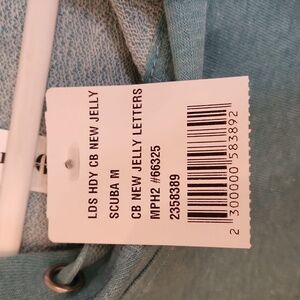 LDS HDY CB NEW JELLY
SCUBA M
CB NEW JELLY LETTERS
MPH2 #66325
2358389
2 300000 583892